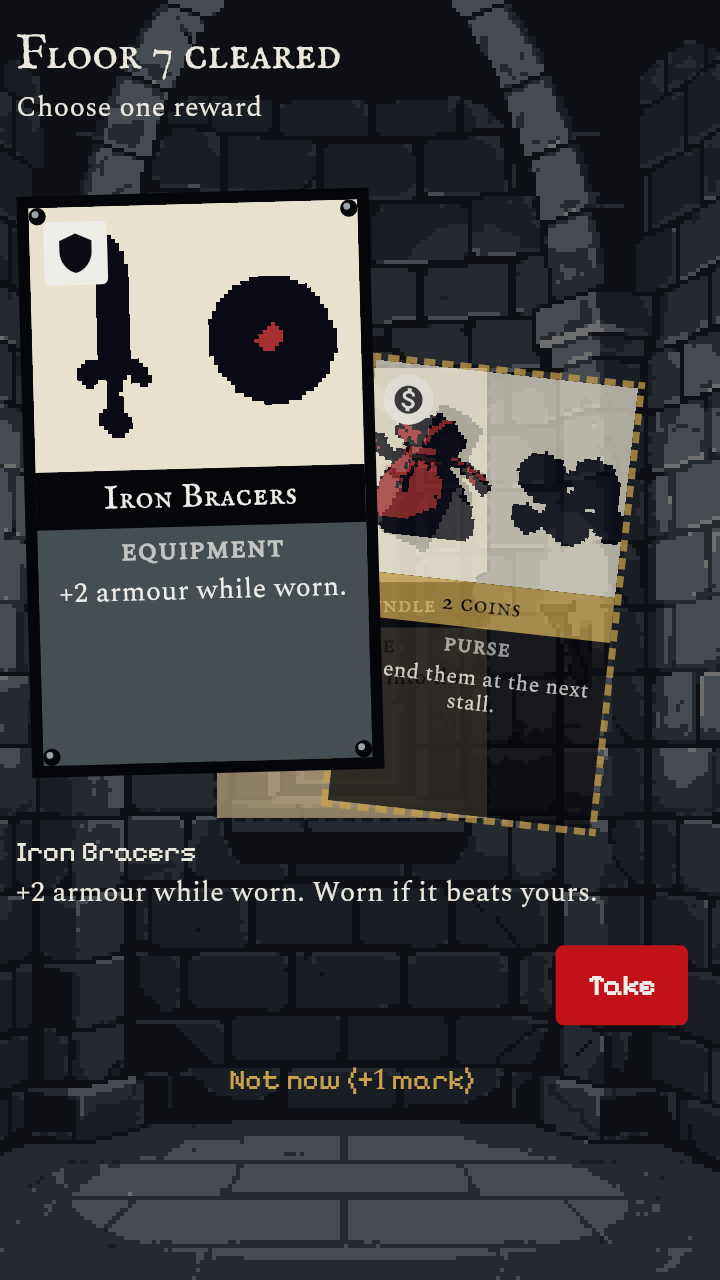 Floor 7 cleared
Choose one reward
$
Iron Bracers
EQUIPMENT
+2 armour while worn.
2 COINS
PURSE
end them at the next
stall.
Iron Bracers
+2 armour while worn. Worn if it beats yours.
Take
Not now (+1 mark)